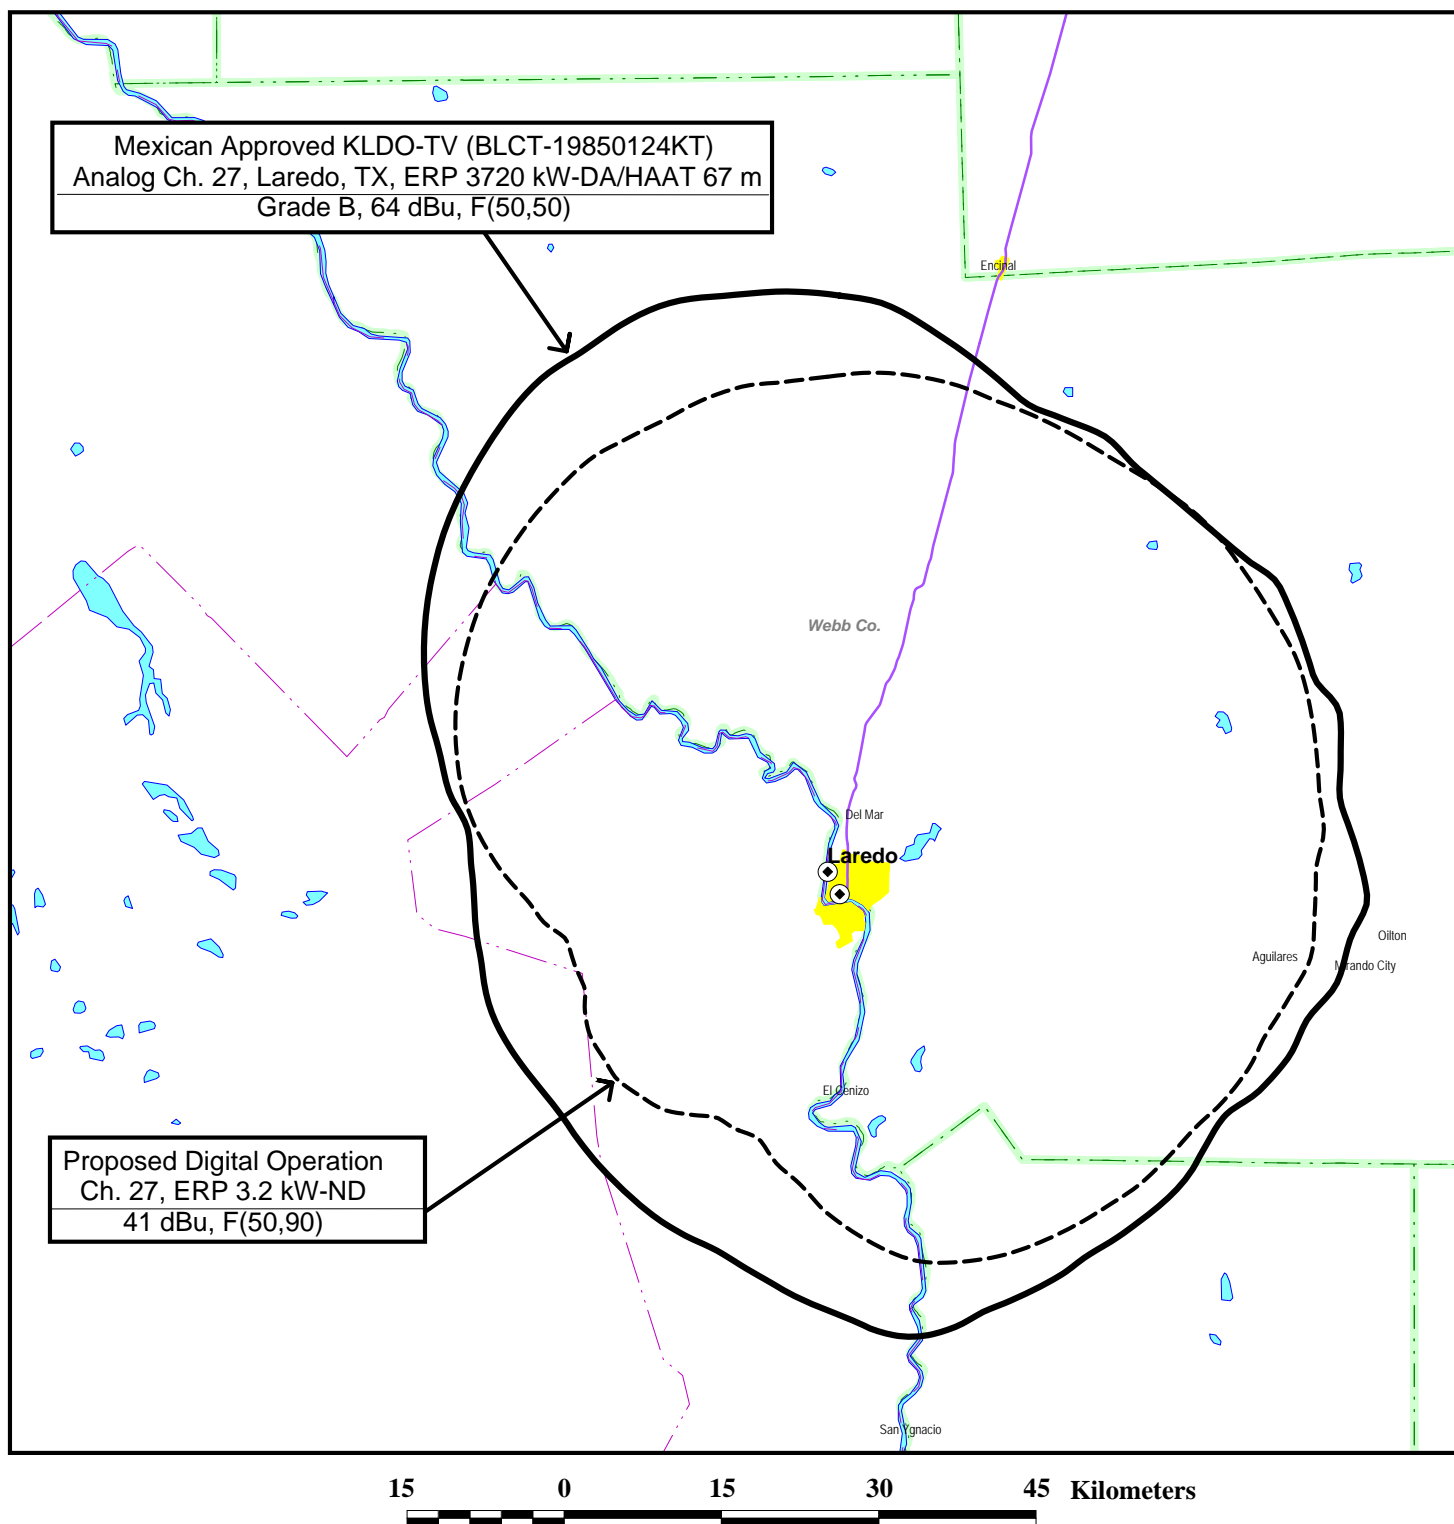 Mexican Approved KLDO-TV (BLCT-19850124KT)
Analog Ch. 27, Laredo, TX, ERP 3720 kW-DA/HAAT 67 m
Grade B, 64 dBu, F(50,50)
Encinal
Webb Co.
Del Mar
Laredo
Oilton
Aguilares
Mirando City
El Cenizo
Proposed Digital Operation
Ch. 27, ERP 3.2 kW-ND
41 dBu, F(50,90)
San Ygnacio
15 0 15 30 45 Kilometers